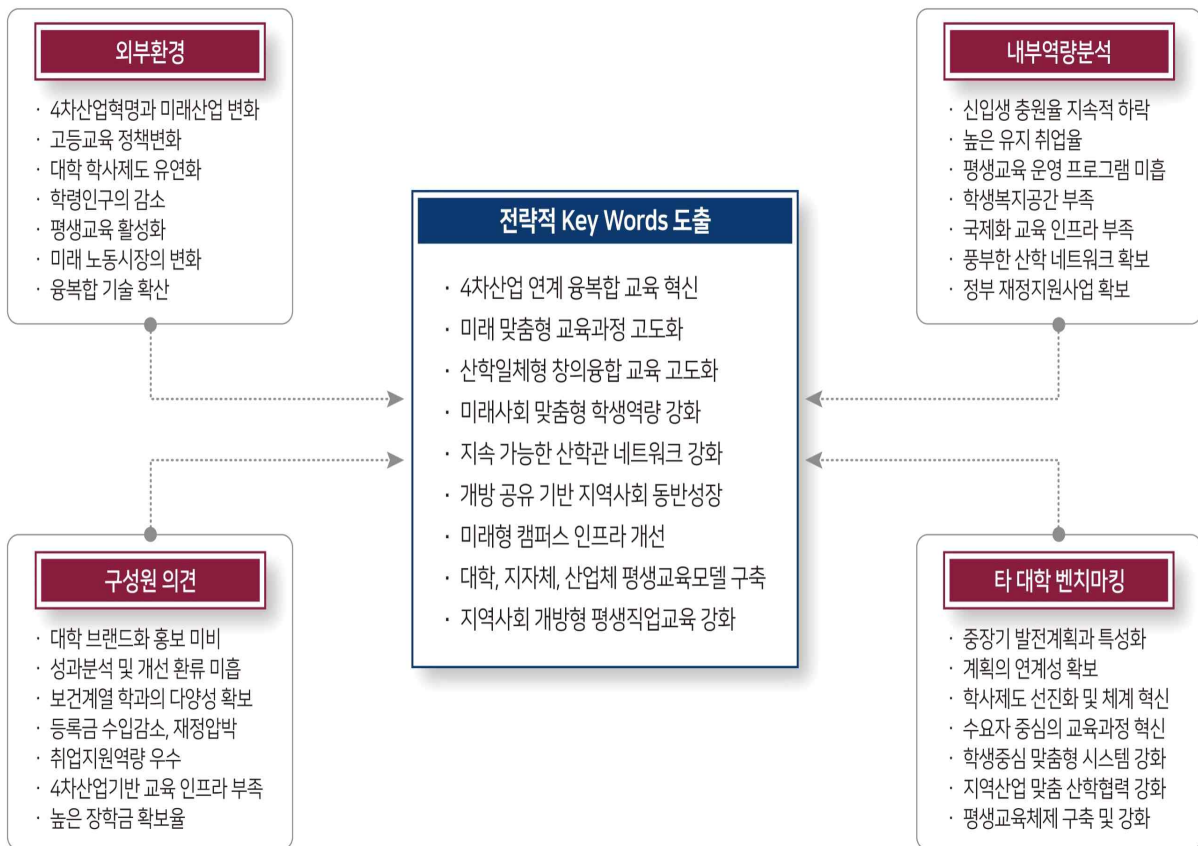 외부환경
· 4차산업혁명과 미래산업 변화
· 고등교육 정책변화
· 대학 학사제도 유연화
· 학령인구의 감소
· 평생교육 활성화
· 미래 노동시장의 변화
· 융복합 기술 확산
내부역량분석
· 신입생 충원율 지속적 하락
· 높은 유지 취업율
· 평생교육 운영 프로그램 미흡
· 학생복지공간 부족
· 국제화 교육 인프라 부족
· 풍부한 산학 네트워크 확보
· 정부 재정지원사업 확보
전략적 Key Words 도출
· 4차산업 연계 융복합 교육 혁신
· 미래 맞춤형 교육과정 고도화
· 산학일체형 창의융합 교육 고도화
· 미래사회 맞춤형 학생역량 강화
· 지속 가능한 산학관 네트워크 강화
· 개방 공유 기반 지역사회 동반성장
· 미래형 캠퍼스 인프라 개선
· 대학, 지자체, 산업체 평생교육모델 구축
· 지역사회 개방형 평생직업교육 강화
구성원 의견
· 대학 브랜드화 홍보 미비
· 성과분석 및 개선 환류 미흡
· 보건계열 학과의 다양성 확보
· 등록금 수입감소, 재정압박
· 취업지원역량 우수
· 4차산업기반 교육 인프라 부족
· 높은 장학금 확보율
타 대학 벤치마킹
· 중장기 발전계획과 특성화
· 계획의 연계성 확보
· 학사제도 선진화 및 체계 혁신
· 수요자 중심의 교육과정 혁신
· 학생중심 맞춤형 시스템 강화
· 지역산업 맞춤 산학협력 강화
· 평생교육체제 구축 및 강화